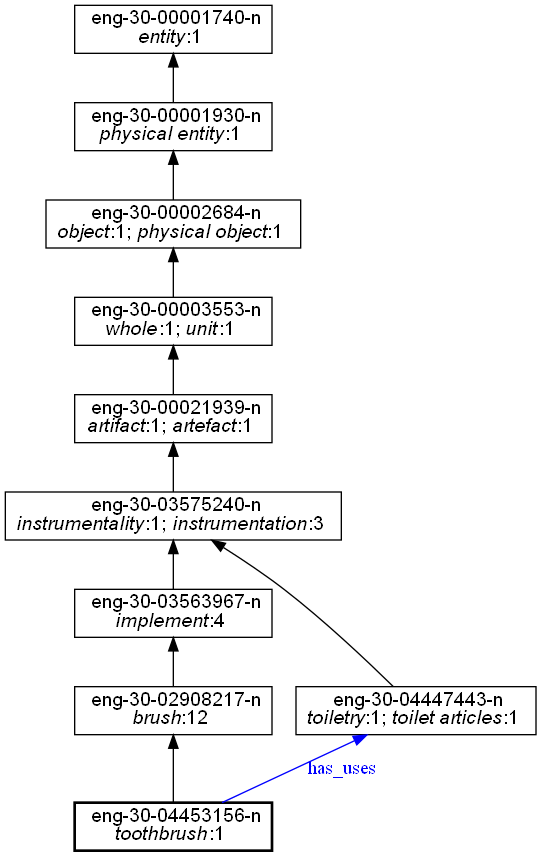 eng-30-00001740-n
entity:1
eng-30-00001930-n
physical entity:1
eng-30-00002684-n
object:1; physical object:1
eng-30-00003553-n
whole:1; unit:1
eng-30-00021939-n
artifact:1; artefact:1
eng-30-03575240-n
instrumentality:1; instrumentation:3
eng-30-03563967-n
implement:4
eng-30-02908217-n
brush:12
eng-30-04447443-n
toiletry:1; toilet articles:1
has_uses
eng-30-04453156-n
toothbrush:1